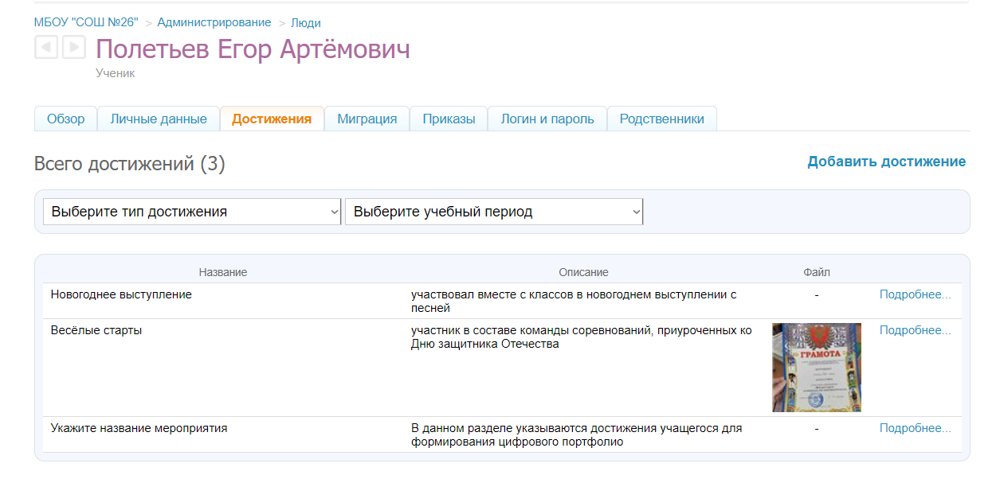 МБОУ "СОШ №26" > Администрирование > Люди
Полетьев Егор Артёмович
Ученик
Обзор Личные данные Достижения Миграция Приказы Логин и пароль Родственники
Всего достижений (3) Добавить достижение
Выберите тип достижения Выберите учебный период
Название Описание Файл
Новогоднее выступление участвовал вместе с классов в новогоднем выступлении с - Подробнее...
песней
Весёлые старты участник в составе команды соревнований, приуроченных ко Подробнее...
Дню защитника Отечества
ГРАМОТА
Укажите название мероприятия В данном разделе указываются достижения учащегося для - Подробнее...
формирования цифрового портфолио